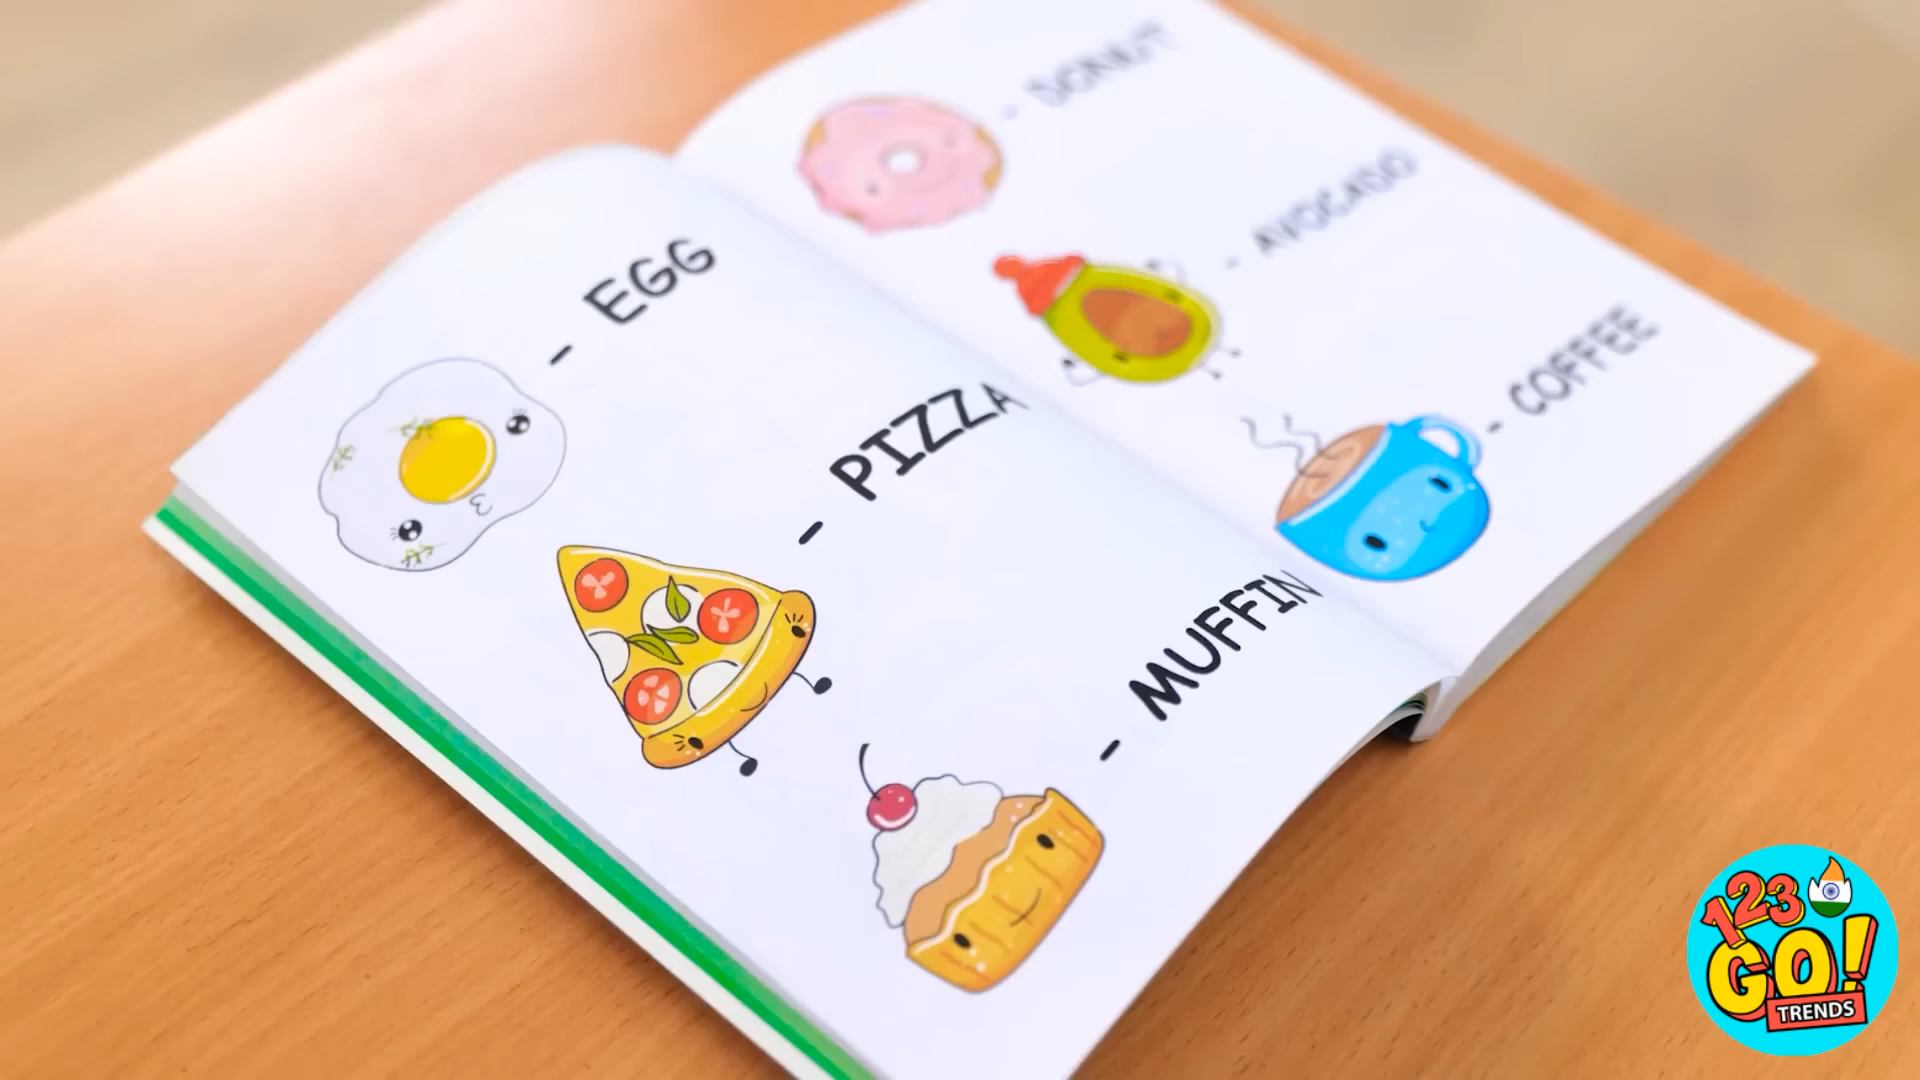 - EGG
- PIZZA
- MUFFIN
- DONUT
- AVOCADO
- COFFEE
123
GO!
TRENDS